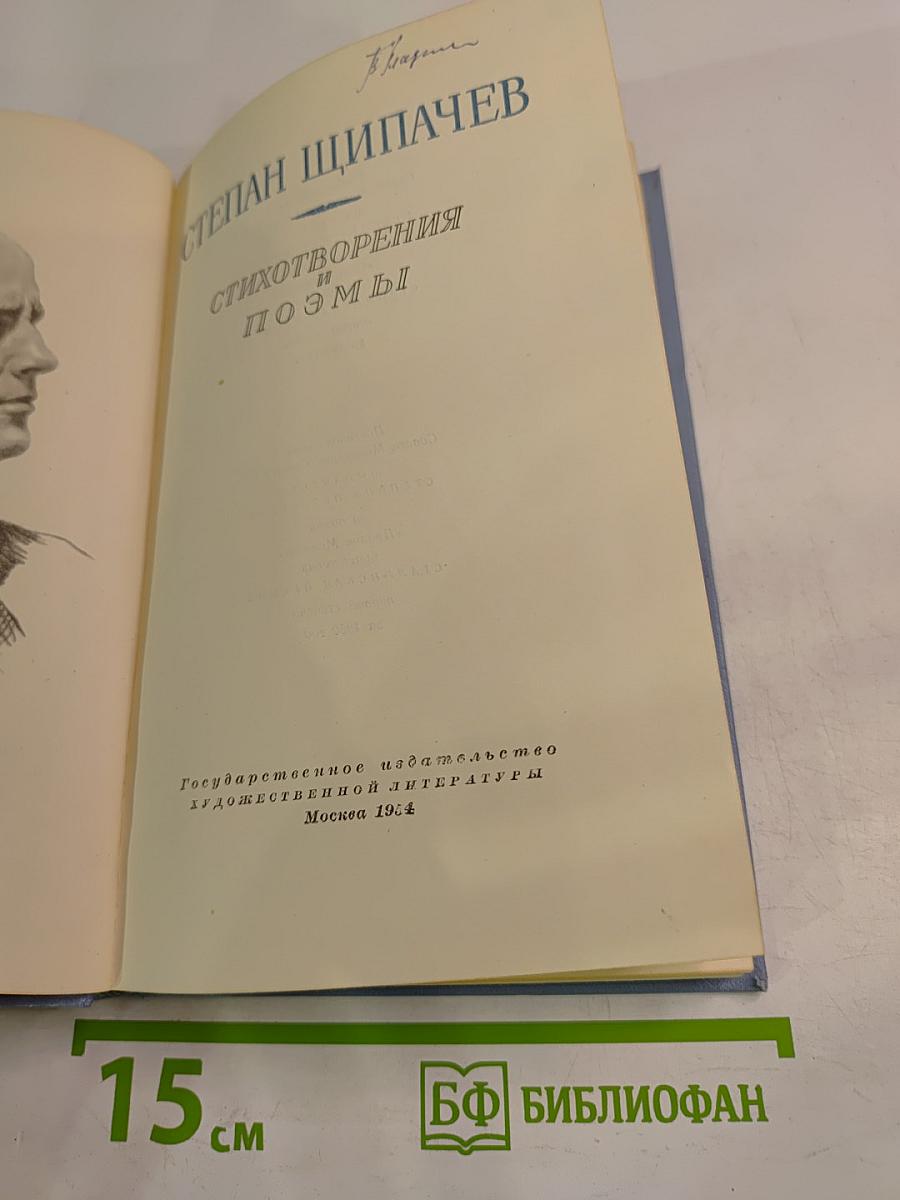 СТЕПАН ЩИПАЧЕВ
СТИХОТВОРЕНИЯ
И
ПОЭМЫ
Государственное издательство
ХУДОЖЕСТВЕННОЙ ЛИТЕРАТУРЫ
Москва 1954
15 см
БФ БИБЛИОФАН